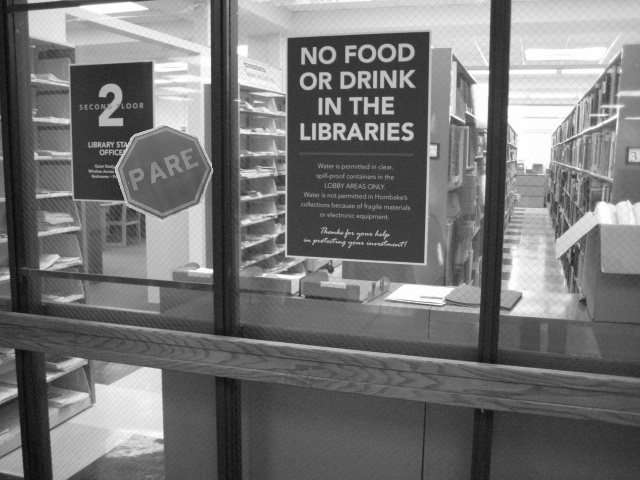 2
SECOND FLOOR
LIBRARY STA
OFFICE
PARE
NO FOOD
OR DRINK
IN THE
LIBRARIES
Water is permitted in clear,
spill-proof containers in the
LOBBY AREAS ONLY.
Water is not permitted in Hornbake's
collections because of fragile materials
or electronic equipment.
Thanks for your help
in protecting your investment!